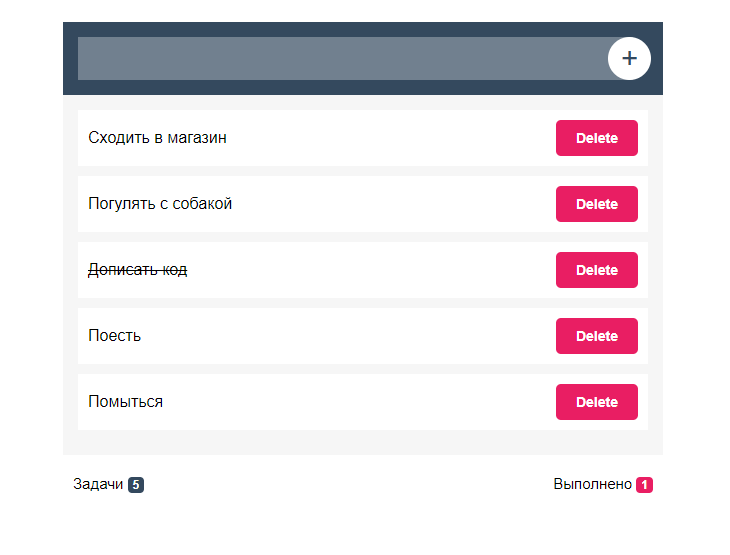 +
Сходить в магазин Delete
Погулять с собакой Delete
Дописать код Delete
Поесть Delete
Помыться Delete
Задачи 5 Выполнено 1